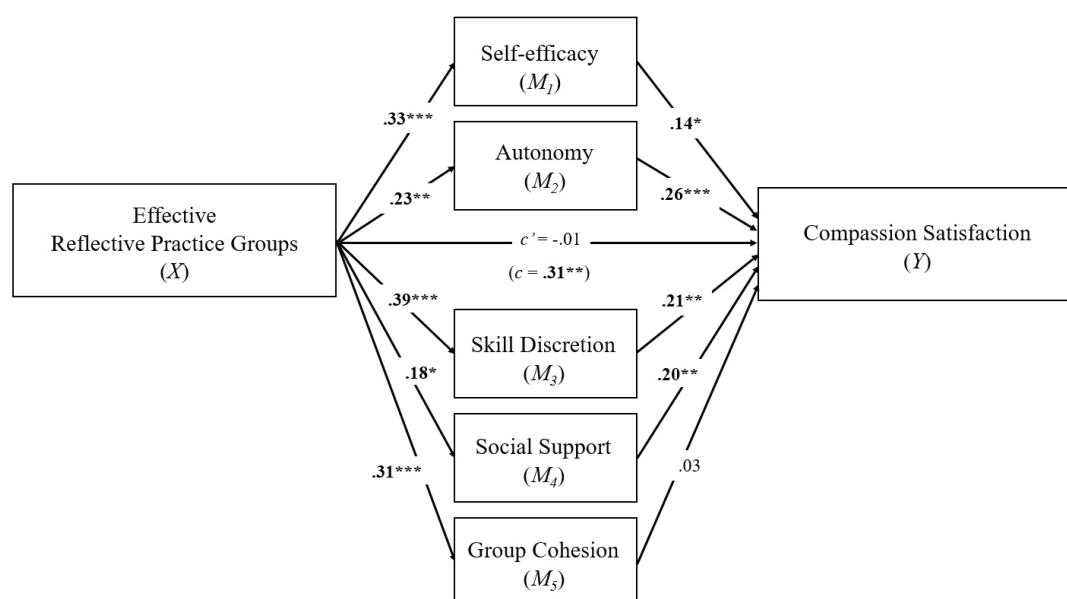 Self-efficacy
(M1)
.33***
.14*
Autonomy
(M2)
.23**
.26***
Effective
Reflective Practice Groups
(X)
c’ = -.01
(c = .31**)
Compassion Satisfaction
(Y)
.39***
.21**
Skill Discretion
(M3)
.18*
.20**
Social Support
(M4)
.31***
.03
Group Cohesion
(M5)